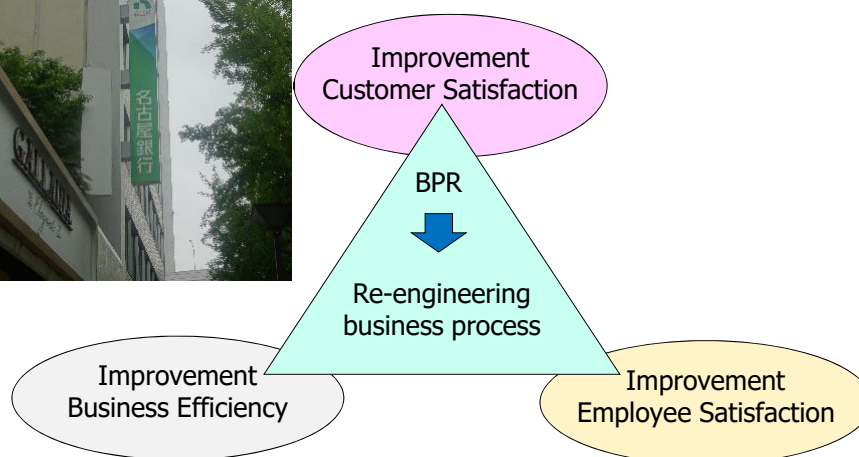 名古屋銀行
Improvement
Customer Satisfaction
BPR
Re-engineering
business process
Improvement
Business Efficiency
Improvement
Employee Satisfaction